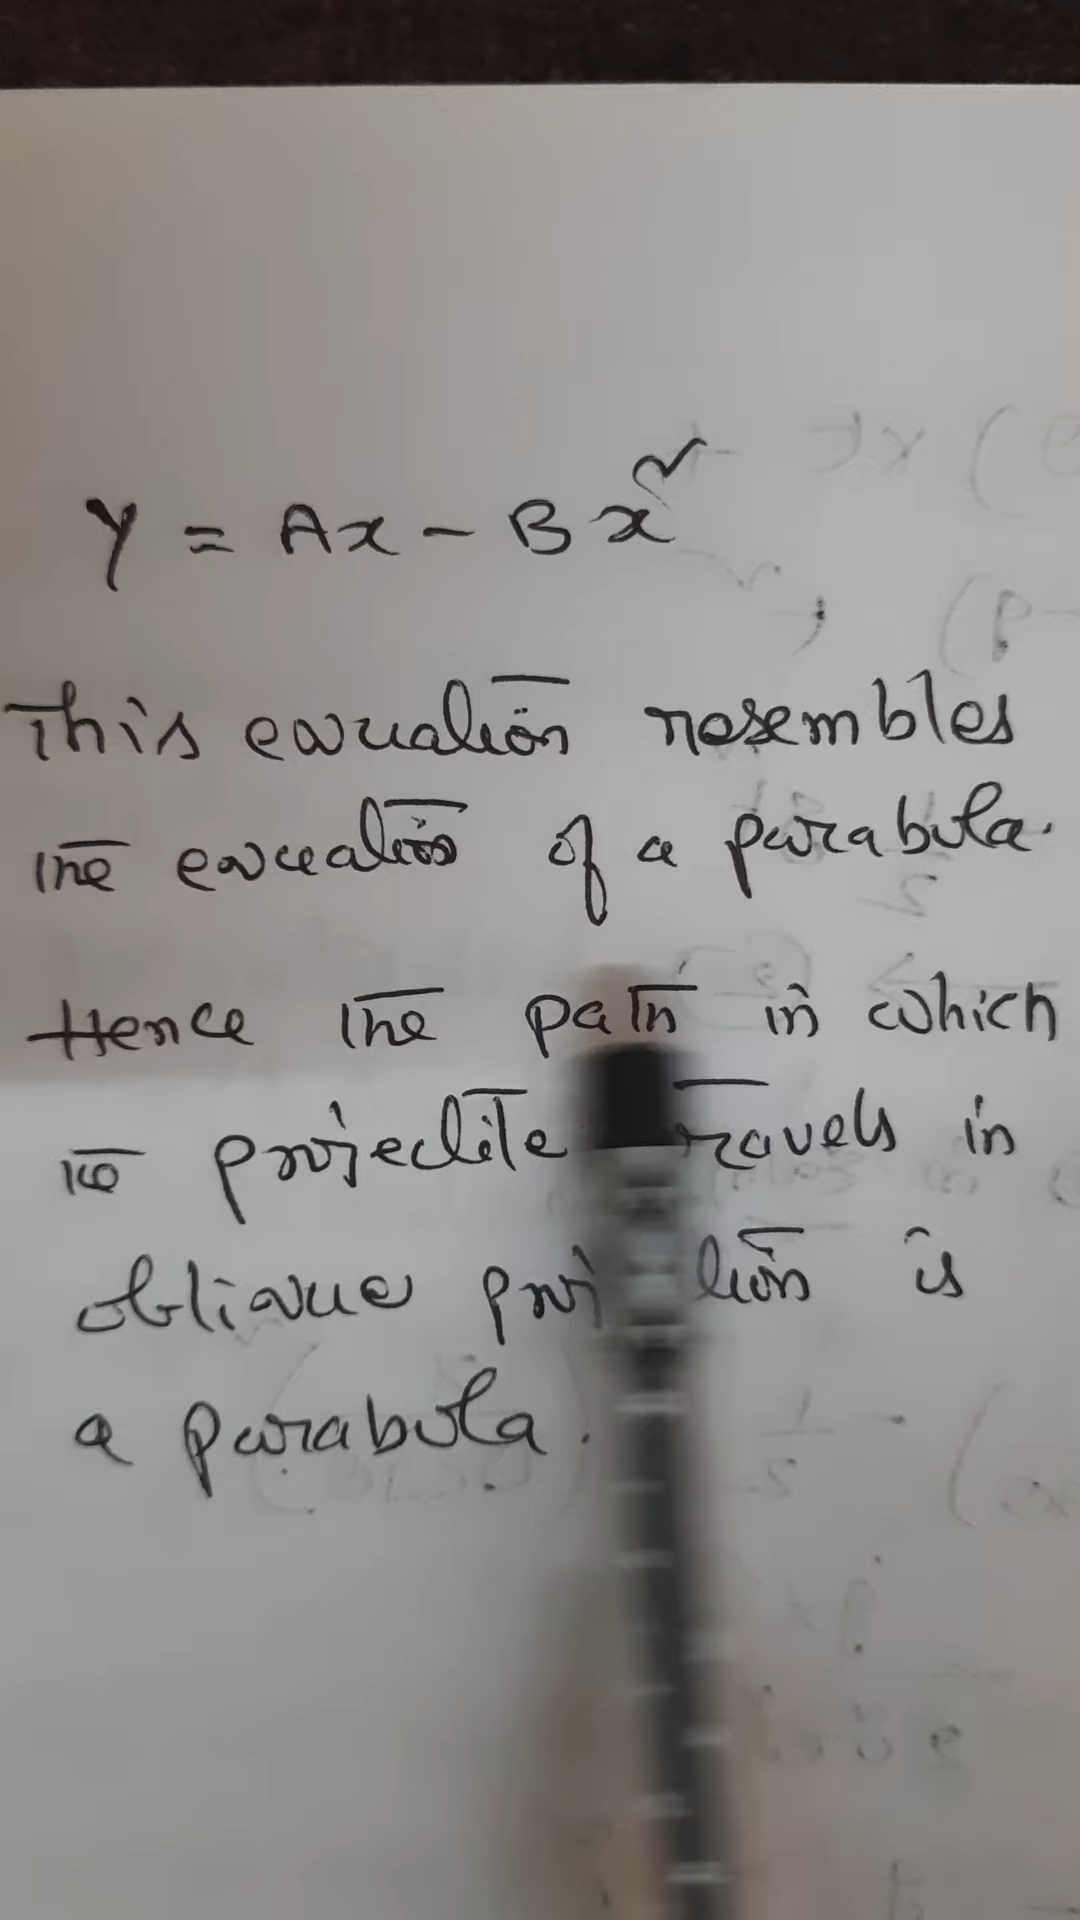 Y = Ax - Bx²
This equation resembles
the equation of a parabola.
Hence the path in which
the projectile travels in
oblique is
a parabola.